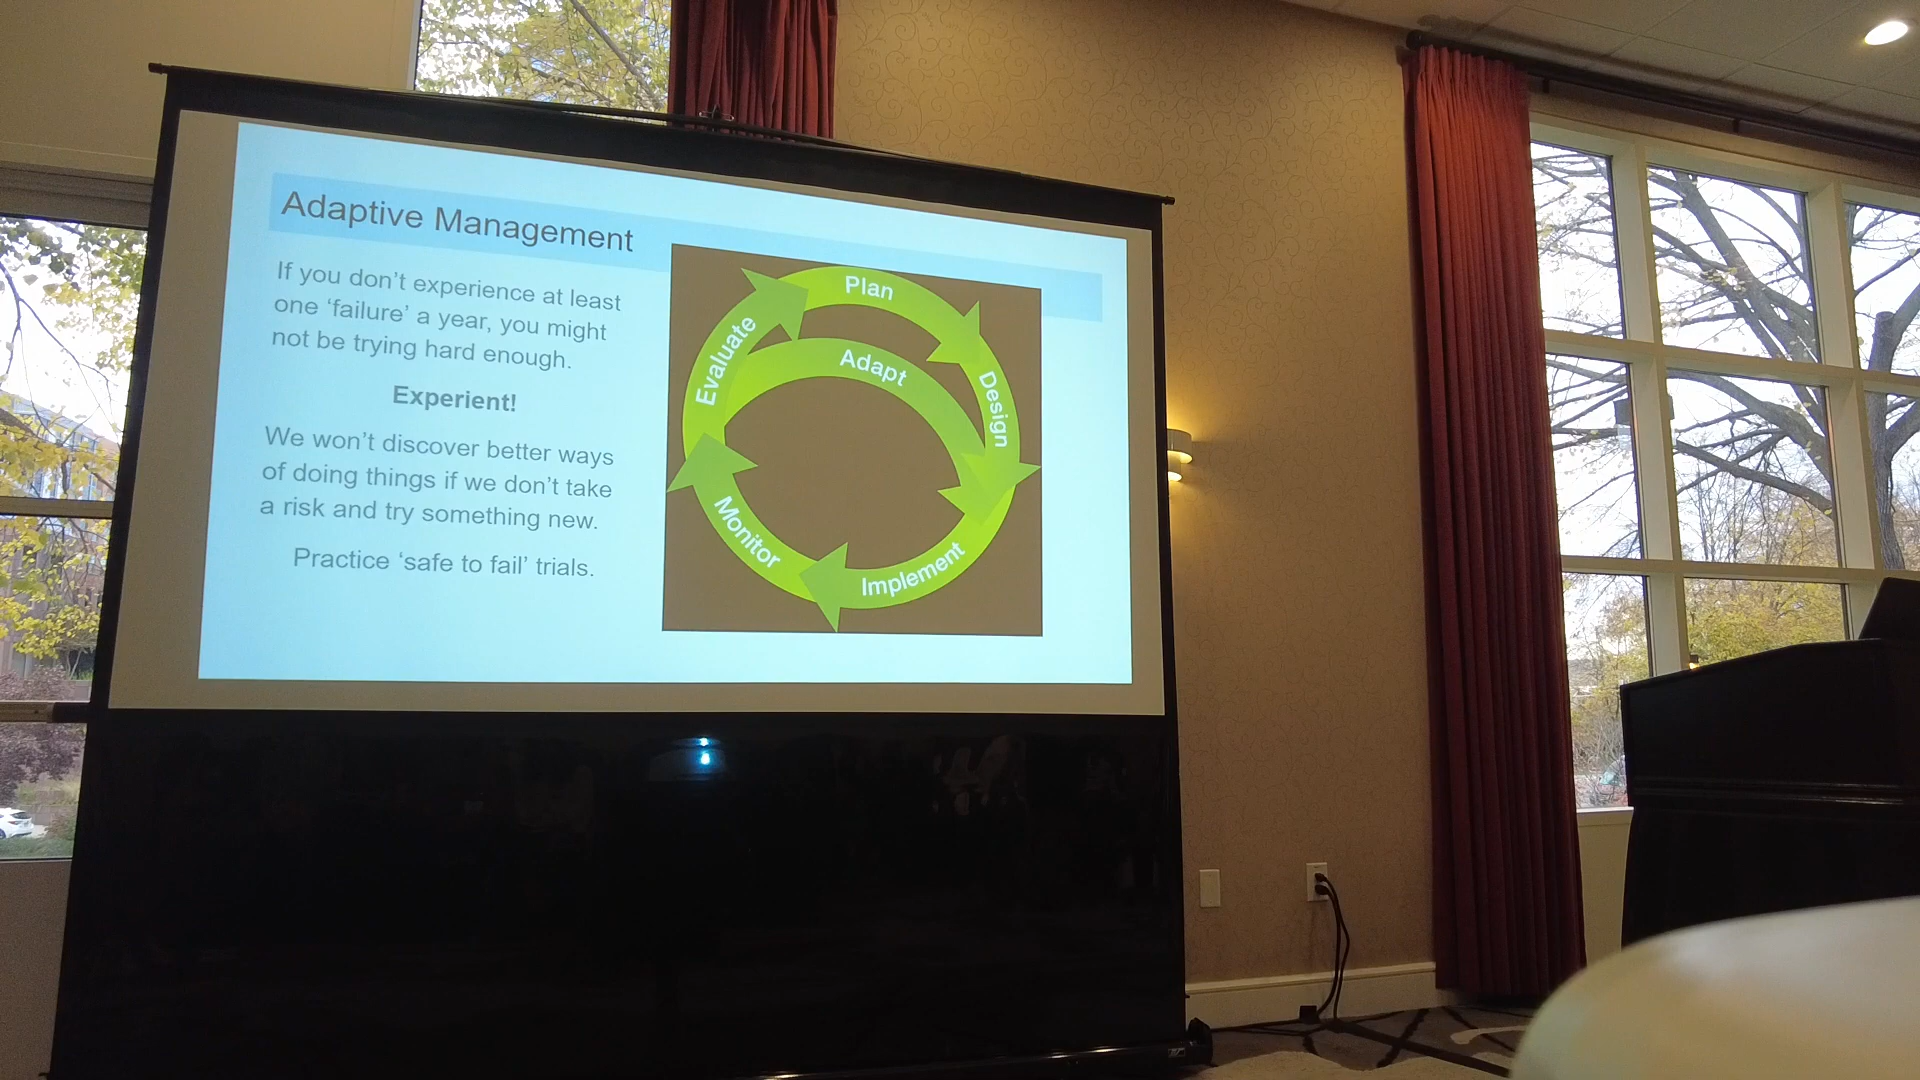 Adaptive Management
If you don’t experience at least
one ‘failure’ a year, you might
not be trying hard enough.
Experient!
We won’t discover better ways
of doing things if we don’t take
a risk and try something new.
Practice ‘safe to fail’ trials.
Plan
Design
Implement
Monitor
Evaluate
Adapt